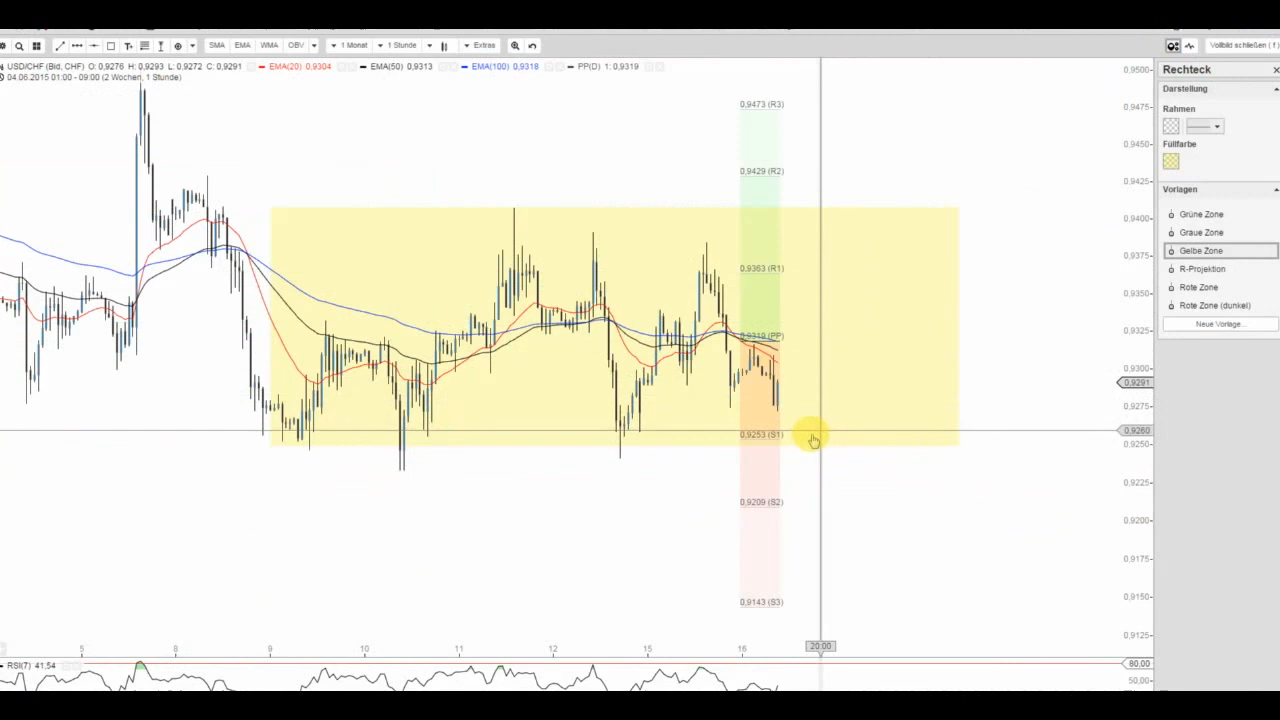 SMA EMA WMA OBV 1 Monat 1 Stunde Extras Vollbild schließen (f)
USD/CHF (Bid, CHF) O: 0,9276 H: 0,9293 L: 0,9272 C: 0,9291 EMA(20) 0,9304 EMA(50) 0,9313 EMA(100) 0,9318 PP(D) 1: 0,9319
04.06.2015 01:00 - 09:00 (2 Wochen, 1 Stunde)
Rechteck
Darstellung
Rahmen
Füllfarbe
Vorlagen
Grüne Zone
Graue Zone
Gelbe Zone
R-Projektion
Rote Zone
Rote Zone (dunkel)
Neue Vorlage...
0,9473 (R3)
0,9429 (R2)
0,9363 (R1)
0,9319 (PP)
0,9253 (S1)
0,9209 (S2)
0,9143 (S3)
0,9500
0,9475
0,9450
0,9425
0,9400
0,9375
0,9350
0,9325
0,9300
0,9291
0,9275
0,9260
0,9250
0,9225
0,9200
0,9175
0,9150
0,9125
5 8 9 10 11 12 15 16 20:00
RSI(7) 41,54
80,00
50,00